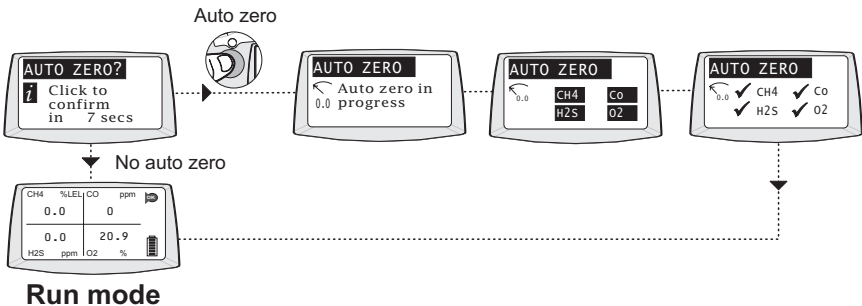 Auto zero
AUTO ZERO?
i Click to
confirm
in 7 secs
AUTO ZERO
Auto zero in
0.0 progress
AUTO ZERO
0.0 CH4 Co
H2S O2
AUTO ZERO
0.0 CH4 Co
H2S O2
No auto zero
CH4 %LEL CO ppm OK
0.0 0
0.0 20.9
H2S ppm O2 %
Run mode